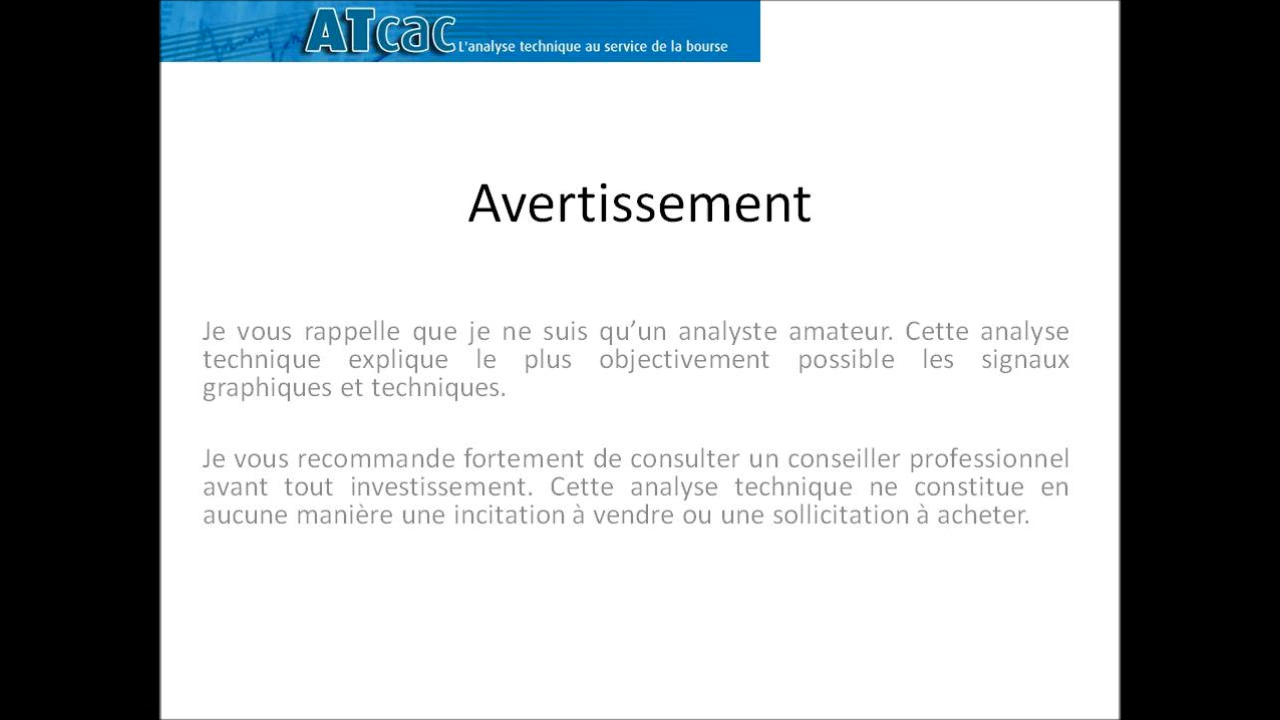 ATcac L'analyse technique au service de la bourse
Avertissement
Je vous rappelle que je ne suis qu’un analyste amateur. Cette analyse
technique explique le plus objectivement possible les signaux
graphiques et techniques.
Je vous recommande fortement de consulter un conseiller professionnel
avant tout investissement. Cette analyse technique ne constitue en
aucune manière une incitation à vendre ou une sollicitation à acheter.